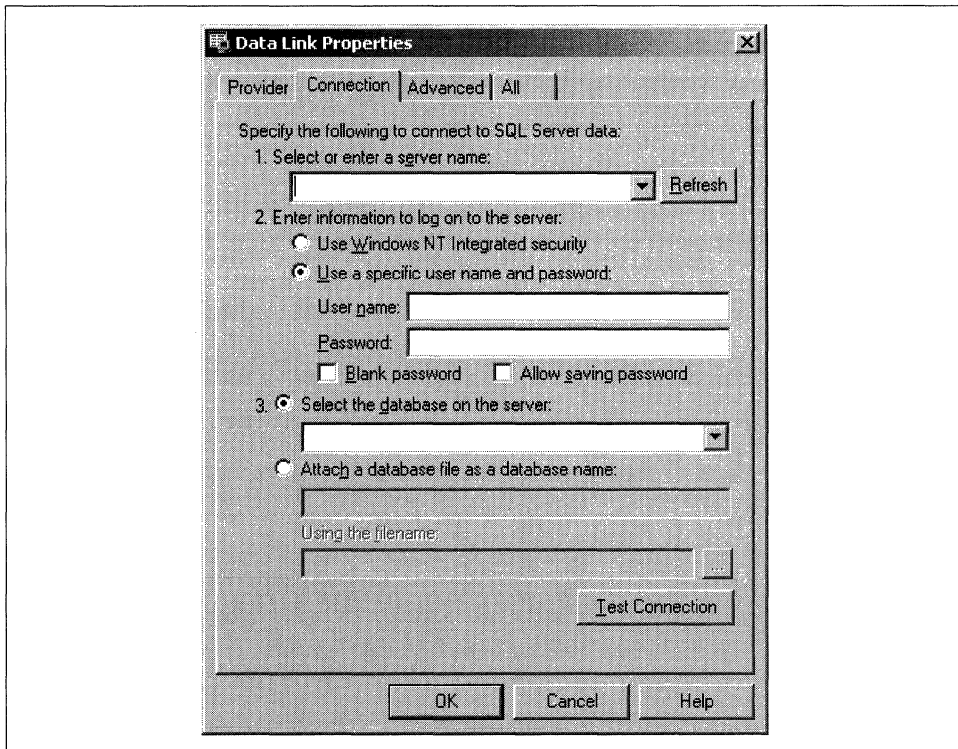 Data Link Properties
Provider Connection Advanced All
Specify the following to connect to SQL Server data:
1. Select or enter a server name:
Refresh
2. Enter information to log on to the server:
Use Windows NT Integrated security
Use a specific user name and password:
User name:
Password:
Blank password Allow saving password
3. Select the database on the server:
Attach a database file as a database name:
Using the filename:
...
Test Connection
OK Cancel Help